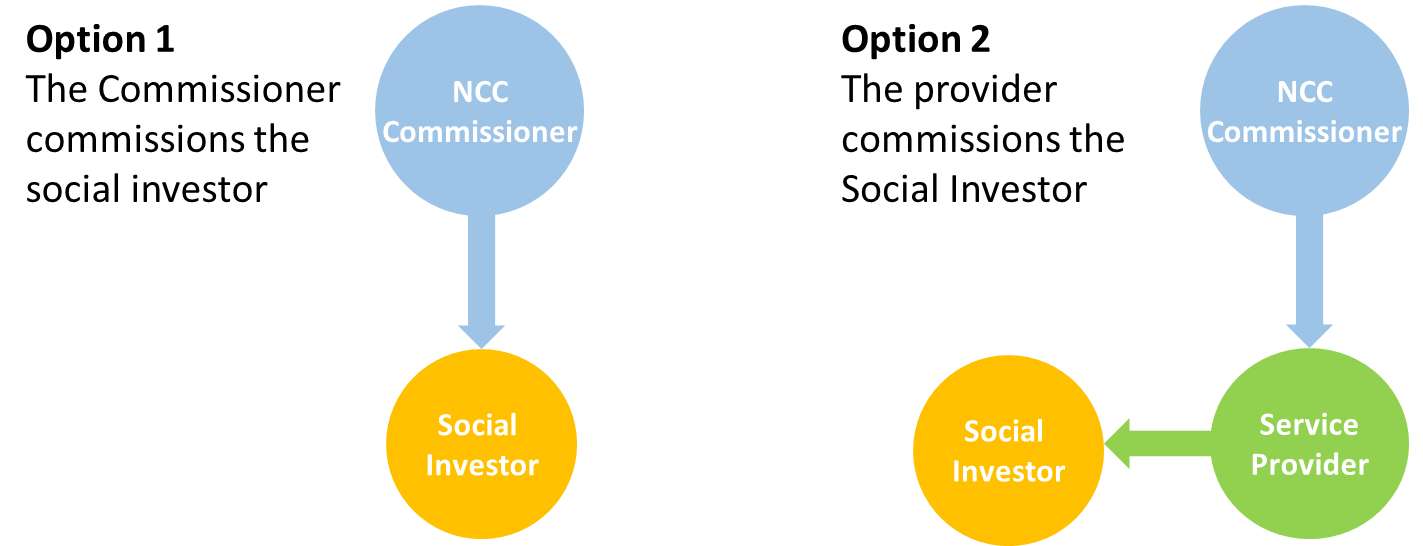 Option 1
The Commissioner
commissions the
social investor
NCC
Commissioner
Social
Investor
Option 2
The provider
commissions the
Social Investor
NCC
Commissioner
Social
Investor
Service
Provider